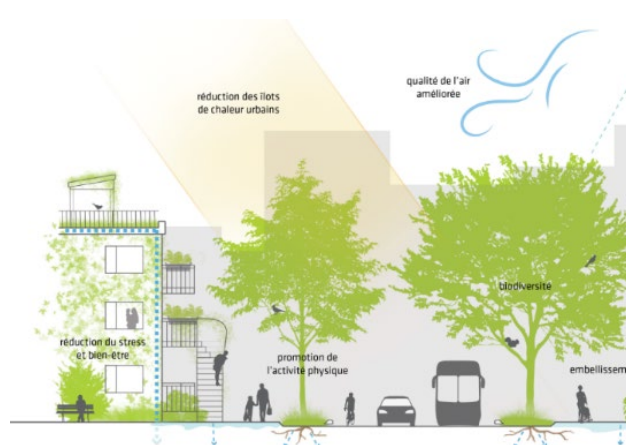 réduction des îlots
de chaleur urbains
qualité de l'air
améliorée
biodiversité
réduction du stress
et bien-être
promotion de
l'activité physique
embellissem